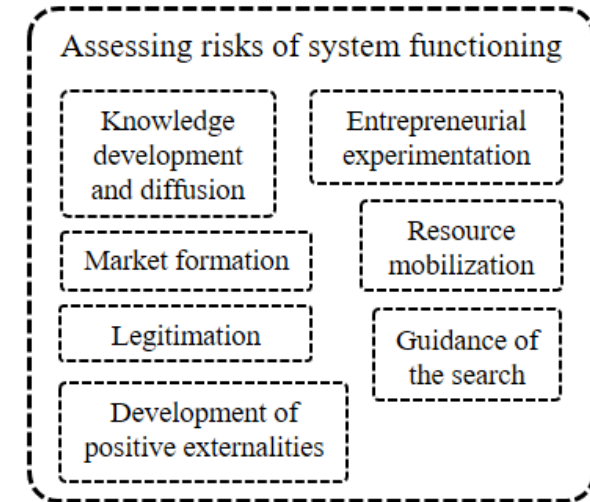 Assessing risks of system functioning
Knowledge
development
and diffusion
Entrepreneurial
experimentation
Market formation
Resource
mobilization
Legitimation
Guidance of
the search
Development of
positive externalities